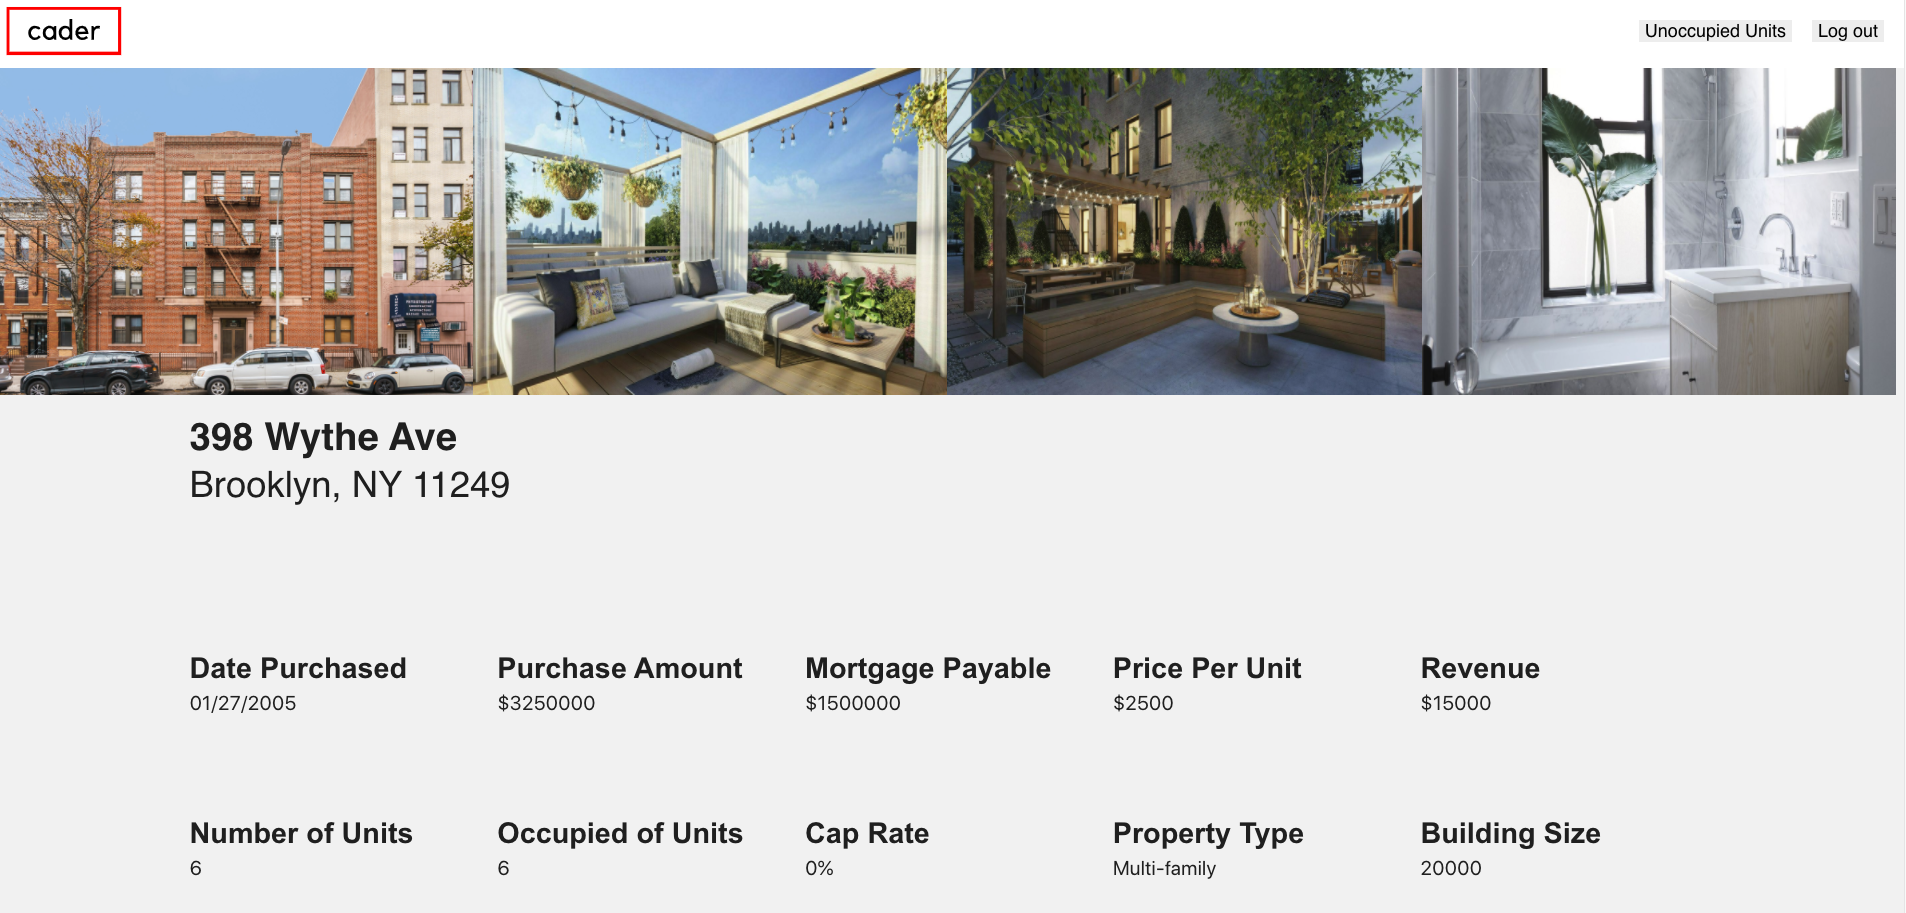 cader
Unoccupied Units
Log out
398 Wythe Ave
Brooklyn, NY 11249
Date Purchased
01/27/2005
Purchase Amount
$3250000
Mortgage Payable
$1500000
Price Per Unit
$2500
Revenue
$15000
Number of Units
6
Occupied of Units
6
Cap Rate
0%
Property Type
Multi-family
Building Size
20000